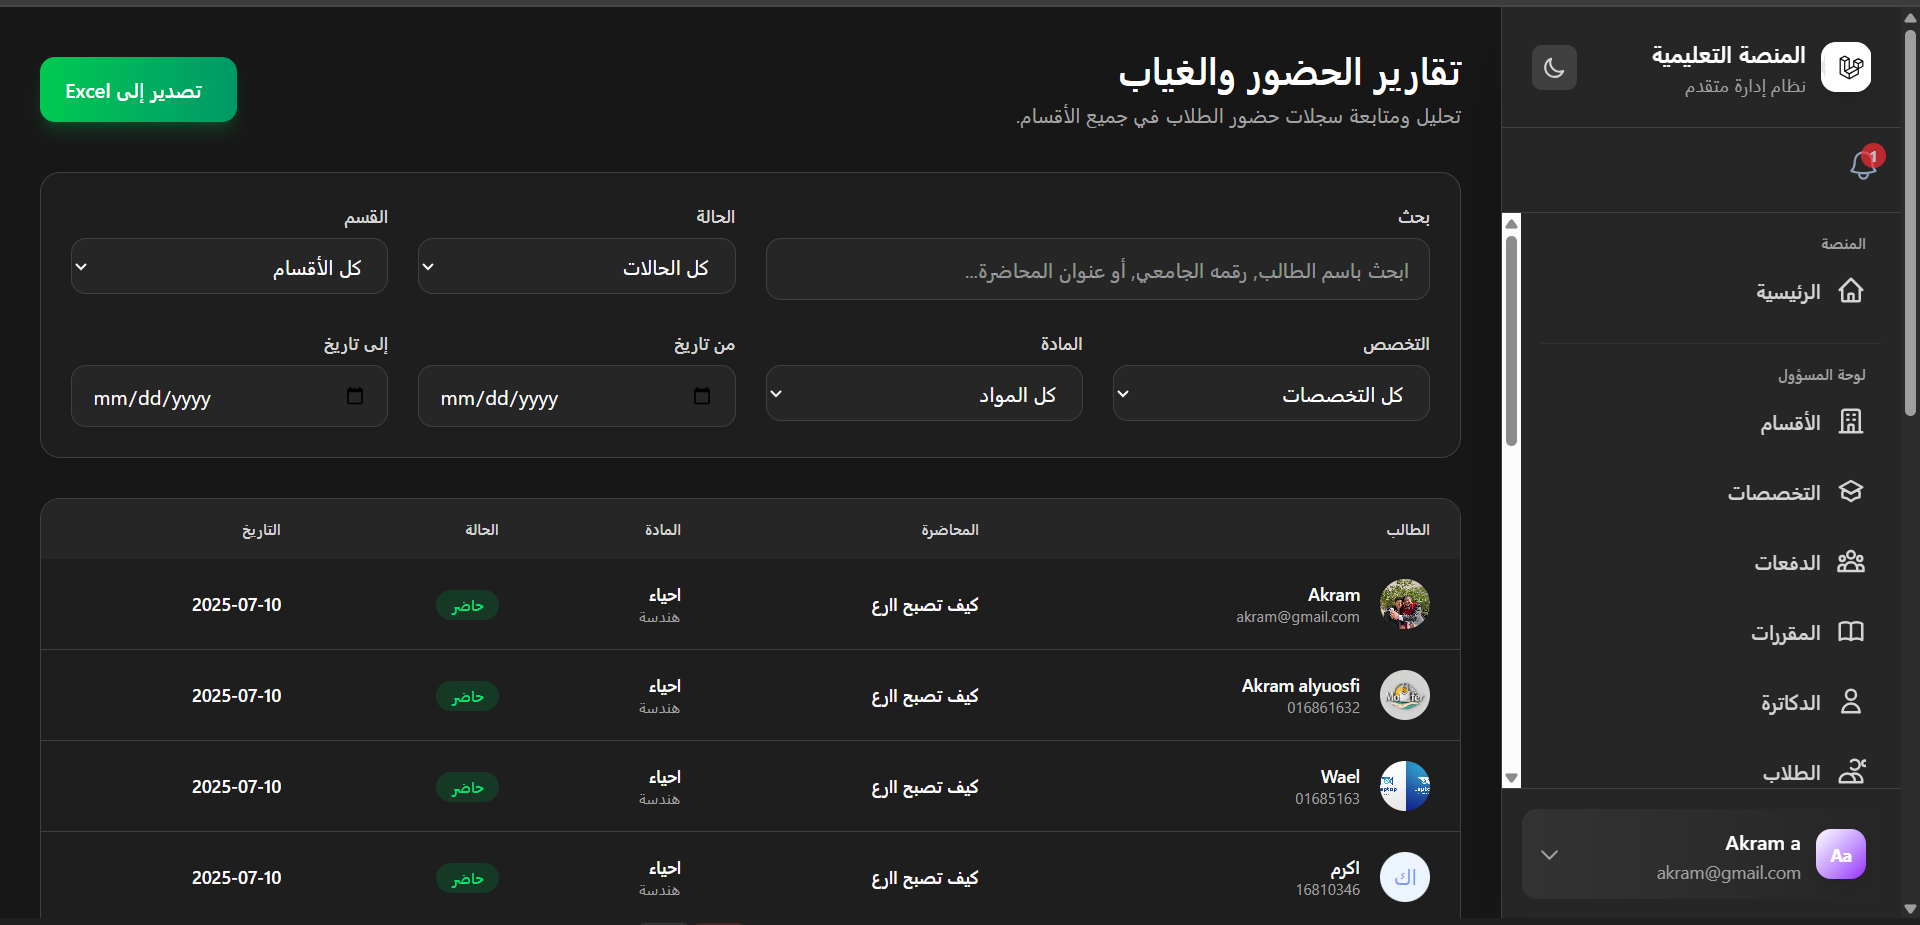 المنصة التعليمية
نظام إدارة متقدم
1
المنصة
الرئيسية
لوحة المسؤول
الأقسام
التخصصات
الدفعات
المقررات
الدكاترة
الطلاب
Aa
Akram a
akram@gmail.com
تقارير الحضور والغياب
تحليل ومتابعة سجلات حضور الطلاب في جميع الأقسام.
تصدير إلى Excel
بحث
ابحث باسم الطالب, رقمه الجامعي, أو عنوان المحاضرة...
الحالة
كل الحالات
القسم
كل الأقسام
التخصص
كل التخصصات
المادة
كل المواد
من تاريخ
mm/dd/yyyy
إلى تاريخ
mm/dd/yyyy
الطالب المحاضرة المادة الحالة التاريخ
Akram
akram@gmail.com
كيف تصبح اارع
احياء
هندسة
حاضر
2025-07-10
Akram alyuosfi
016861632
كيف تصبح اارع
احياء
هندسة
حاضر
2025-07-10
Wael
01685163
كيف تصبح اارع
احياء
هندسة
حاضر
2025-07-10
اك
اكرم
16810346
كيف تصبح اارع
احياء
هندسة
حاضر
2025-07-10